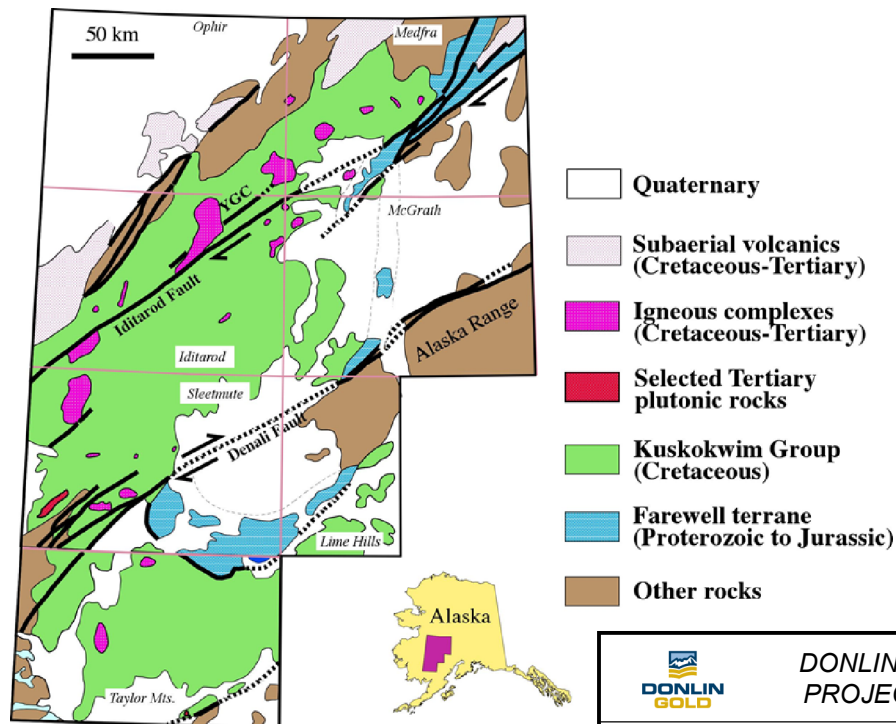 50 km
Ophir
Medfra
YGC
McGrath
Iditarod Fault
Alaska Range
Iditarod
Sleetmute
Denali Fault
Lime Hills
Taylor Mts.
Alaska
Quaternary
Subaerial volcanics
(Cretaceous-Tertiary)
Igneous complexes
(Cretaceous-Tertiary)
Selected Tertiary
plutonic rocks
Kuskokwim Group
(Cretaceous)
Farewell terrane
(Proterozoic to Jurassic)
Other rocks
DONLIN
GOLD
DONLIN
PROJEC